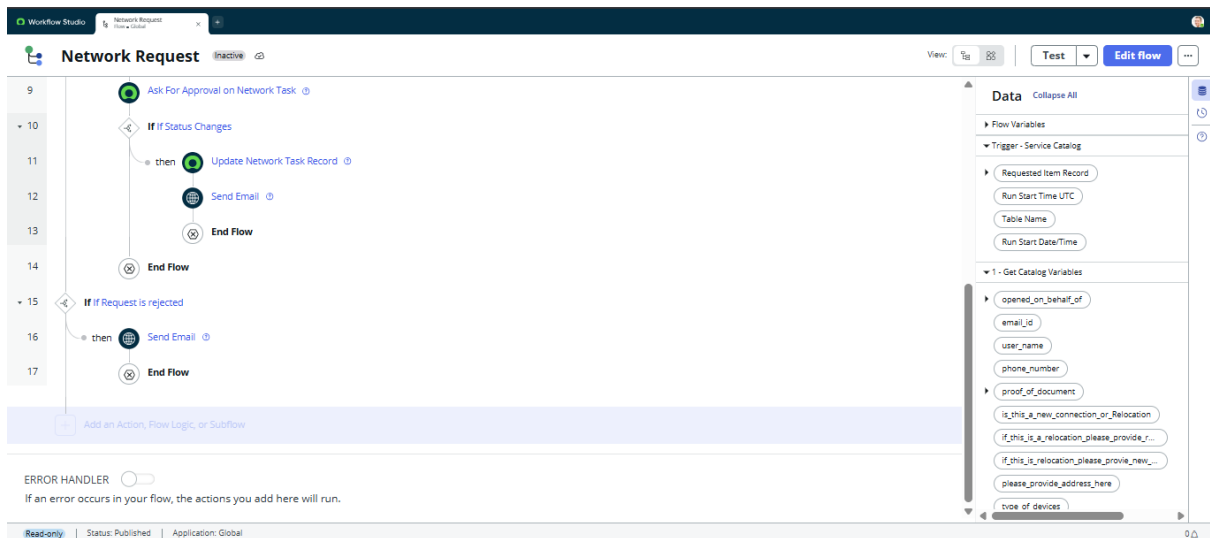 Workflow Studio
Network Request
Flow • Global
Network Request Inactive
View:
Test
Edit flow
9 Ask For Approval on Network Task
10 If If Status Changes
11 then Update Network Task Record
12 Send Email
13 End Flow
14 End Flow
15 If If Request is rejected
16 then Send Email
17 End Flow
Add an Action, Flow Logic, or Subflow
ERROR HANDLER
If an error occurs in your flow, the actions you add here will run.
Data Collapse All
Flow Variables
Trigger - Service Catalog
Requested Item Record
Run Start Time UTC
Table Name
Run Start Date/Time
1 - Get Catalog Variables
opened_on_behalf_of
email_id
user_name
phone_number
proof_of_document
is_this_a_new_connection_or_Relocation
if_this_is_a_relocation_please_provide_r...
if_this_is_relocation_please_provie_new_...
please_provide_address_here
type_of_devices
Read-only | Status: Published | Application: Global
0